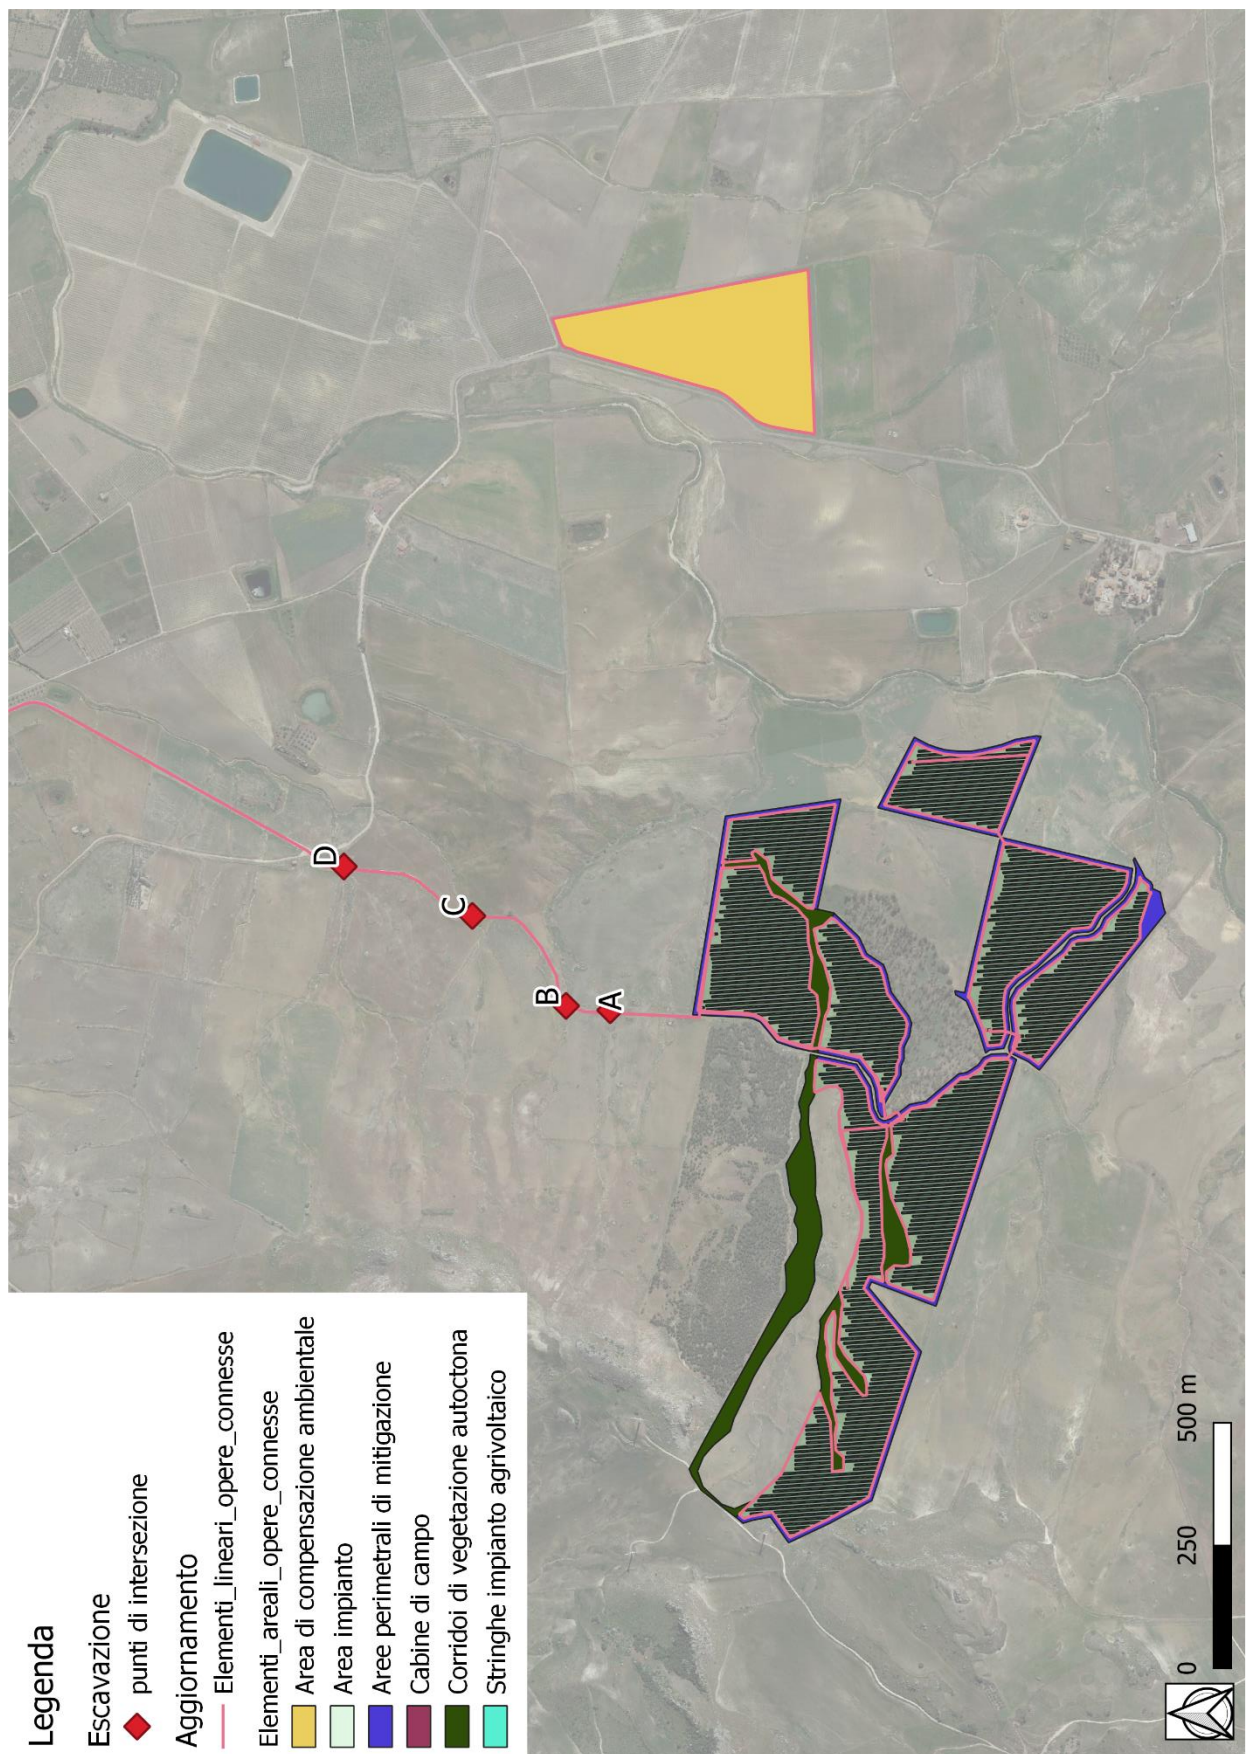 Legenda
Escavazione
punti di intersezione
Aggiornamento
Elementi_lineari_opere_connesse
Elementi_areali_opere_connesse
Area di compensazione ambientale
Area impianto
Aree perimetrali di mitigazione
Cabine di campo
Corridoi di vegetazione autoctona
Stringhe impianto agrivoltaico
D
C
B
A
0 250 500 m